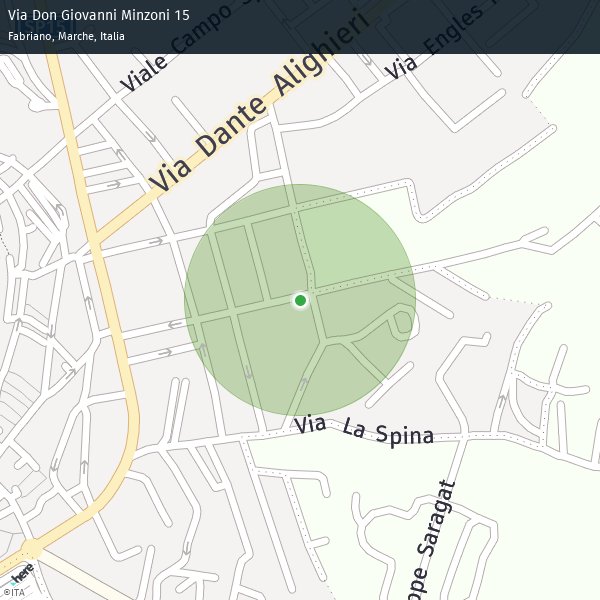 Via Don Giovanni Minzoni 15
Fabriano, Marche, Italia
Viale Campo Sp
Via Engles
Via Dante Alighieri
Via La Spina
ppe Saragat
here
©ITA